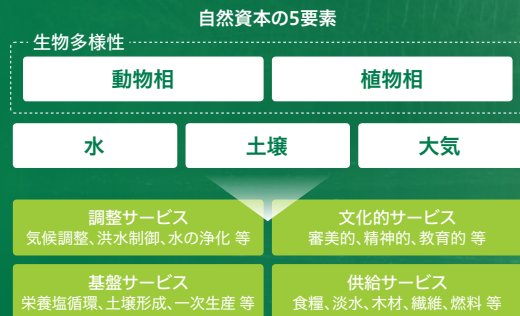 自然資本の5要素
生物多様性
動物相
植物相
水
土壌
大気
調整サービス
気候調整、洪水制御、水の浄化 等
文化的サービス
審美的、精神的、教育的 等
基盤サービス
栄養塩循環、土壌形成、一次生産 等
供給サービス
食糧、淡水、木材、繊維、燃料 等